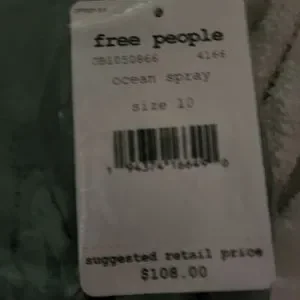 free people
OB1050866 4166
ocean spray
size 10
suggested retail price
$108.00